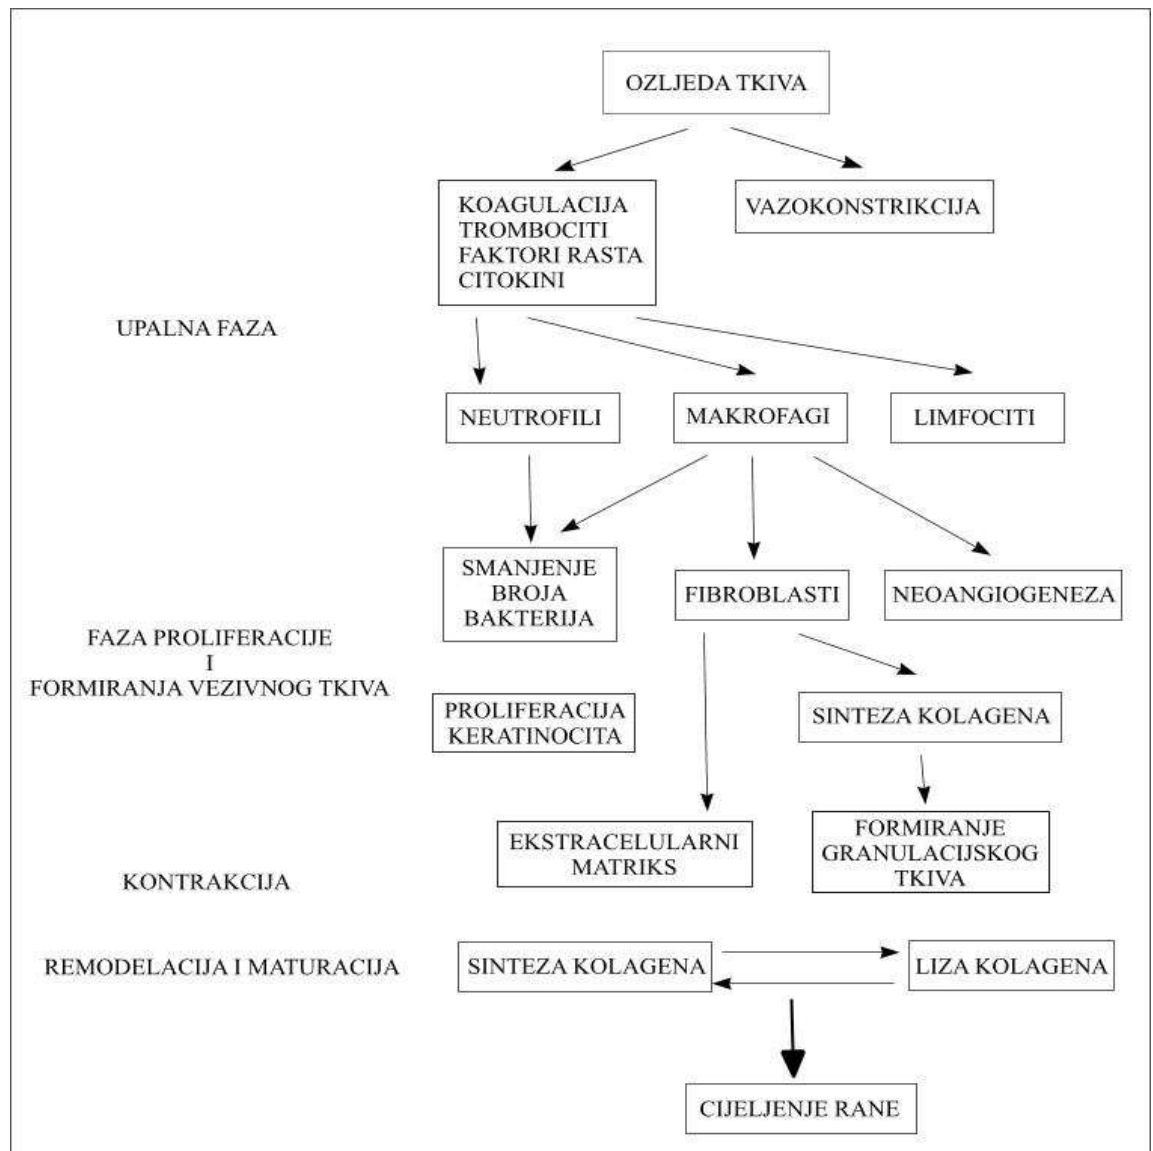 OZLJEDA TKIVA
KOAGULACIJA
TROMBOCITI
FAKTORI RASTA
CITOKINI
VAZOKONSTRIKCIJA
UPALNA FAZA
NEUTROFILI
MAKROFAGI
LIMFOCITI
SMANJENJE
BROJA
BAKTERIJA
FIBROBLASTI
NEOANGIOGENEZA
FAZA PROLIFERACIJE
I
FORMIRANJA VEZIVNOG TKIVA
PROLIFERACIJA
KERATINOCITA
SINTEZA KOLAGENA
EKSTRACELULARNI
MATRIKS
FORMIRANJE
GRANULACIJSKOG
TKIVA
KONTRAKCIJA
REMODELACIJA I MATURACIJA
SINTEZA KOLAGENA
LIZA KOLAGENA
CIJELJENJE RANE